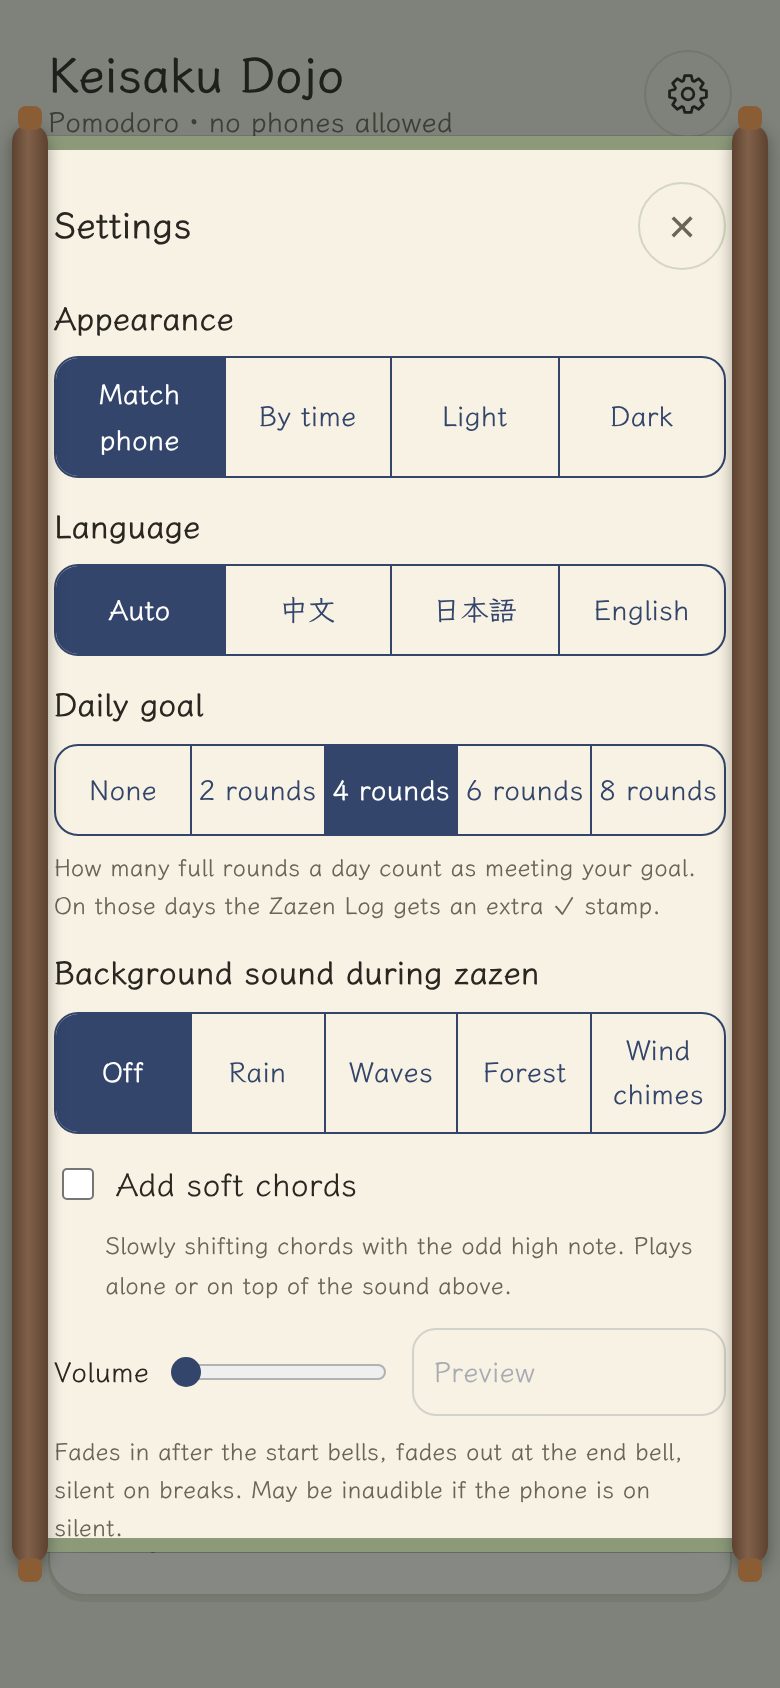 Keisaku Dojo
Pomodoro • no phones allowed
Settings
Appearance
Match
phone
By time
Light
Dark
Language
Auto
中文
日本語
English
Daily goal
None
2 rounds
4 rounds
6 rounds
8 rounds
How many full rounds a day count as meeting your goal.
On those days the Zazen Log gets an extra ✓ stamp.
Background sound during zazen
Off
Rain
Waves
Forest
Wind
chimes
Add soft chords
Slowly shifting chords with the odd high note. Plays
alone or on top of the sound above.
Volume
Preview
Fades in after the start bells, fades out at the end bell,
silent on breaks. May be inaudible if the phone is on
silent.